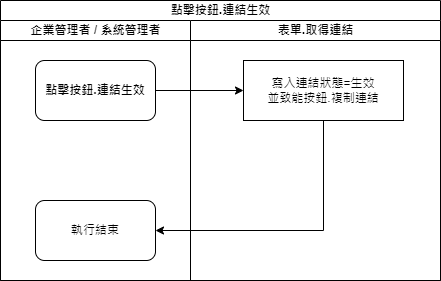 點擊按鈕.連結生效
企業管理者 / 系統管理者
表單.取得連結
點擊按鈕.連結生效
寫入連結狀態=生效
並致能按鈕.複制連結
執行結束